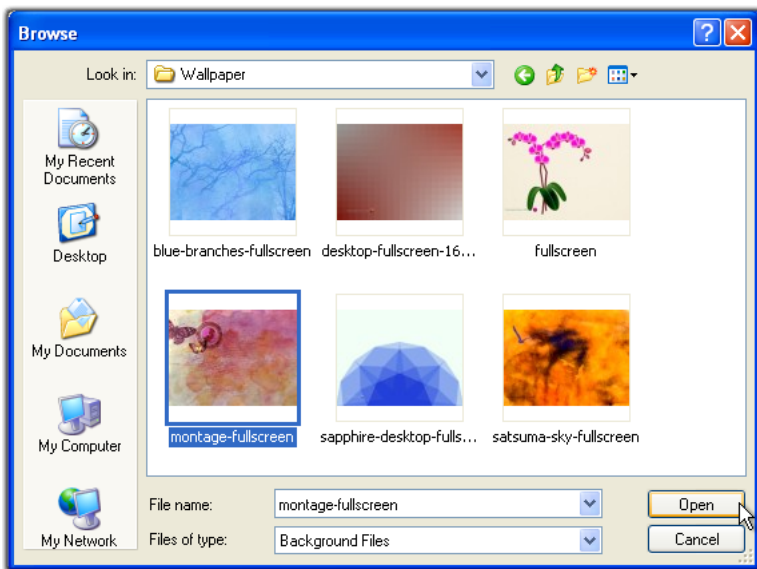 Browse
Look in:
Wallpaper
My Recent
Documents
Desktop
My Documents
My Computer
My Network
blue-branches-fullscreen
desktop-fullscreen-16...
fullscreen
montage-fullscreen
sapphire-desktop-fulls...
satsuma-sky-fullscreen
File name:
montage-fullscreen
Open
Files of type:
Background Files
Cancel